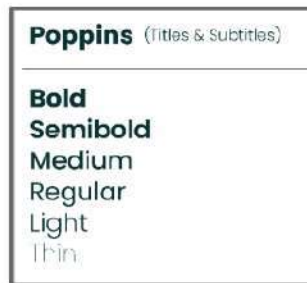 Poppins (Titles & Subtitles)
Bold
Semibold
Medium
Regular
Light
Thin